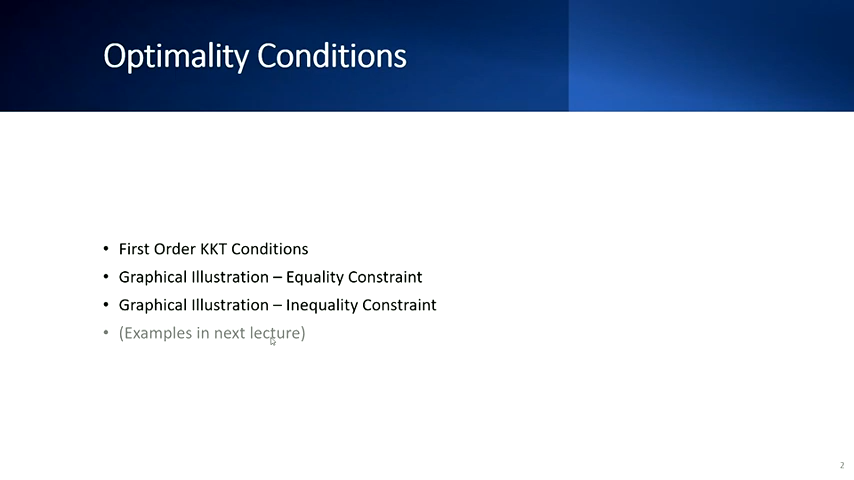 Optimality Conditions
• First Order KKT Conditions
• Graphical Illustration – Equality Constraint
• Graphical Illustration – Inequality Constraint
• (Examples in next lecture)
2